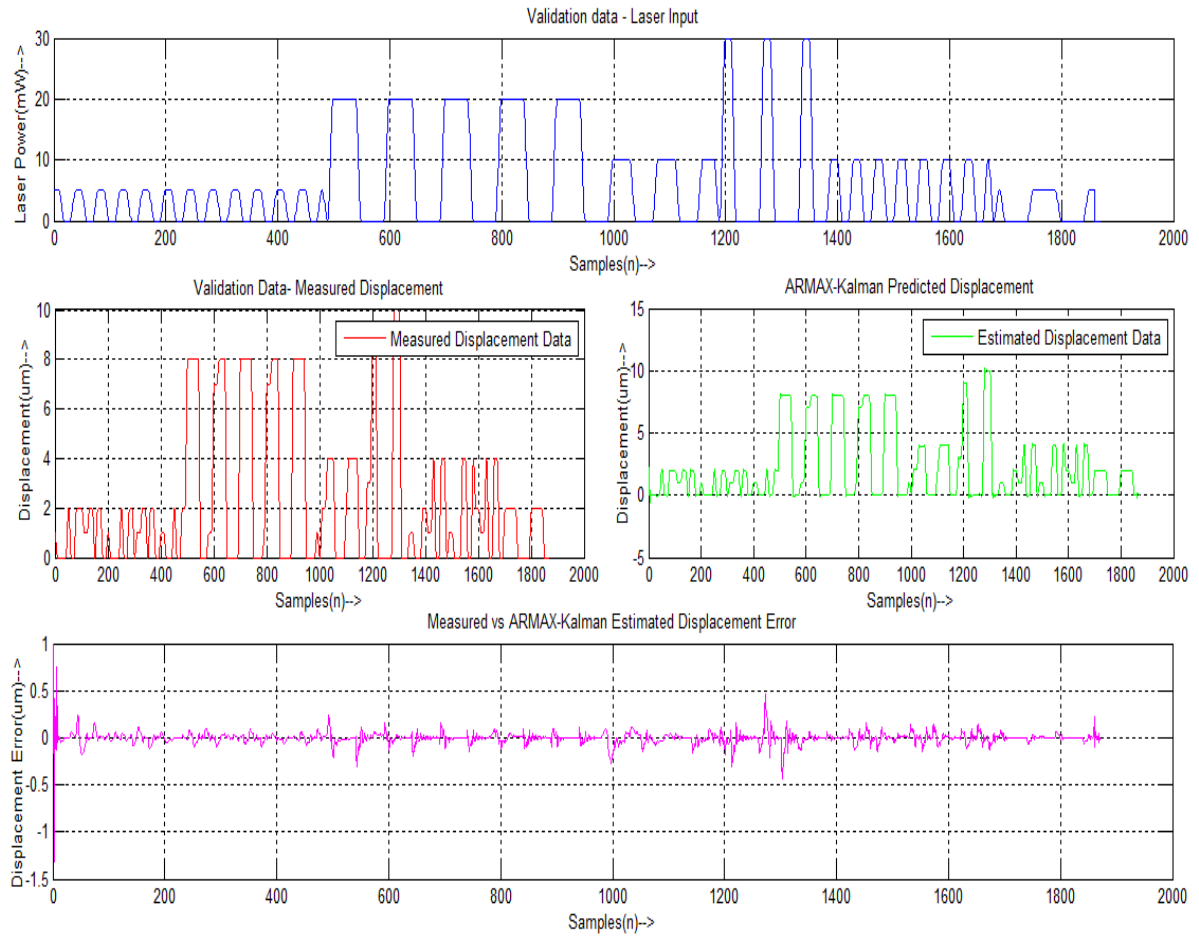 Validation data - Laser Input
Laser Power(mW)-->
30
20
10
0
0 200 400 600 800 1000 1200 1400 1600 1800 2000
Samples(n)-->
Validation Data- Measured Displacement
Displacement(um)-->
10
8
6
4
2
0
Measured Displacement Data
0 200 400 600 800 1000 1200 1400 1600 1800 2000
Samples(n)-->
ARMAX-Kalman Predicted Displacement
Displacement(um)-->
15
10
5
0
-5
Estimated Displacement Data
0 200 400 600 800 1000 1200 1400 1600 1800 2000
Samples(n)-->
Measured vs ARMAX-Kalman Estimated Displacement Error
Displacement Error(um)-->
1
0.5
0
-0.5
-1
-1.5
0 200 400 600 800 1000 1200 1400 1600 1800 2000
Samples(n)-->